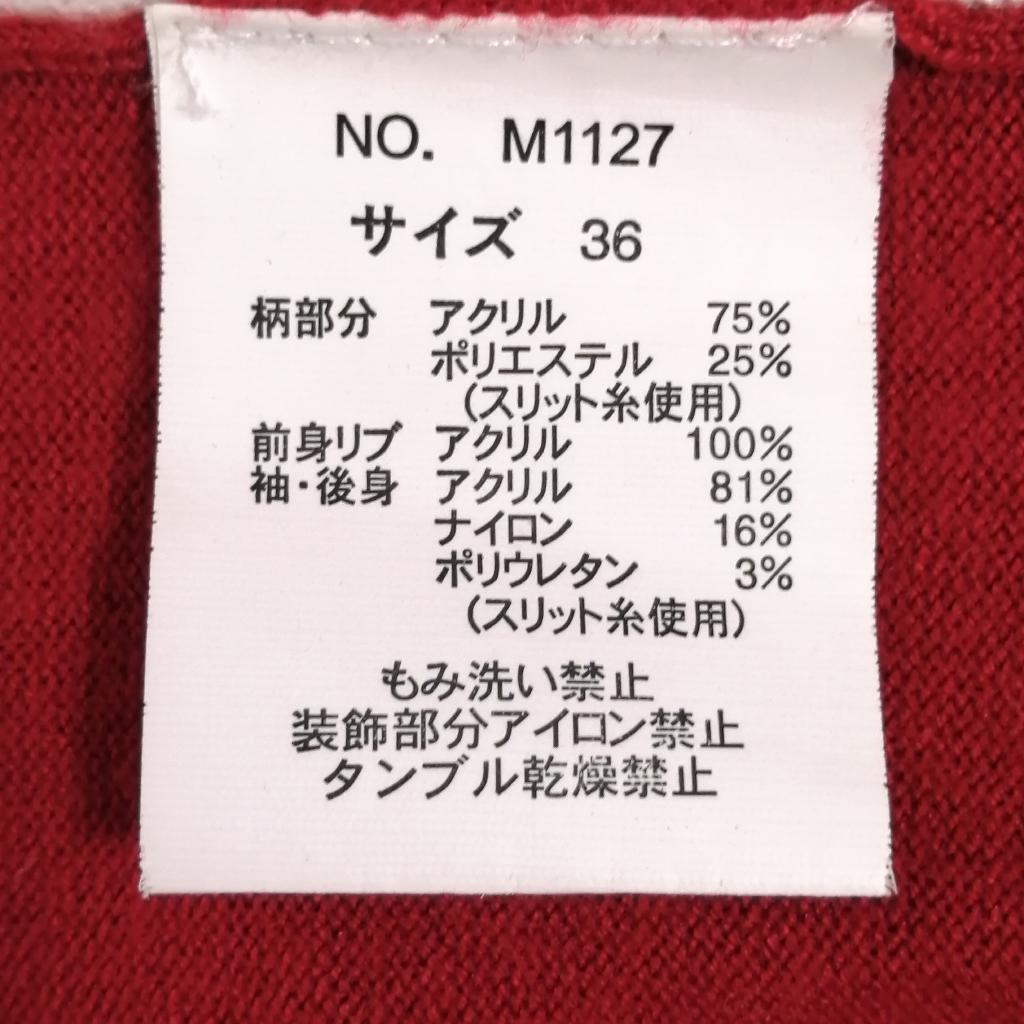 NO. M1127
サイズ 36
柄部分 アクリル 75%
ポリエステル 25%
(スリット糸使用)
前身リブ アクリル 100%
袖・後身 アクリル 81%
ナイロン 16%
ポリウレタン 3%
(スリット糸使用)
もみ洗い禁止
装飾部分アイロン禁止
タンブル乾燥禁止